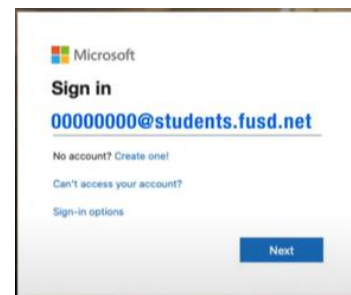 Microsoft
Sign in
00000000@students.fusd.net
No account? Create one!
Can't access your account?
Sign-in options
Next